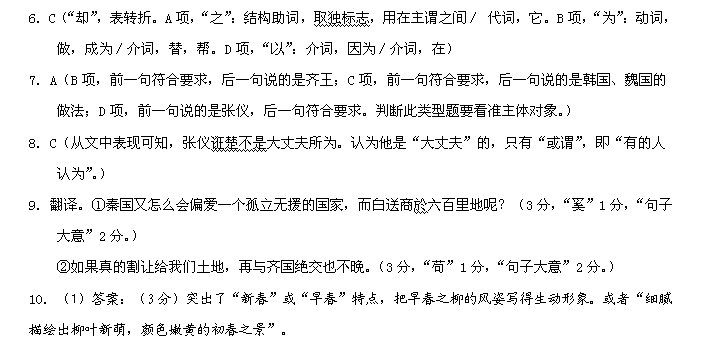 6. C（“却”，表转折。A项，“之”：结构助词，取独标志，用在主谓之间/ 代词，它。B项，“为”：动词，
做，成为/介词，替，帮。D项，“以”：介词，因为/介词，在）
7. A（B项，前一句符合要求，后一句说的是齐王；C项，前一句符合要求，后一句说的是韩国、魏国的
做法；D项，前一句说的是张仪，后一句符合要求。判断此类型题要看准主体对象。）
8. C（从文中表现可知，张仪诳楚不是大丈夫所为。认为他是“大丈夫”的，只有“或谓”，即“有的人
认为”。）
9. 翻译。①秦国又怎么会偏爱一个孤立无援的国家，而白送商於六百里地呢？（3分，“奚”1分，“句子
大意”2分。）
②如果真的割让给我们土地，再与齐国绝交也不晚。（3分，“苟”1分，“句子大意”2分。）
10. （1）答案：（3分）突出了“新春”或“早春”特点，把早春之柳的风姿写得生动形象。或者“细腻
描绘出柳叶新萌，颜色嫩黄的初春之景”。